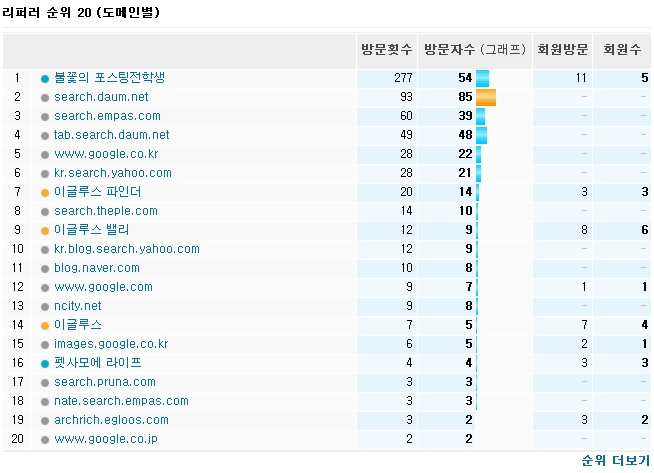 리퍼러 순위 20 (도메인별)
방문횟수 방문자수 (그래프) 회원방문 회원수
1 불꽃의 포스팅전학생 277 54 11 5
2 search.daum.net 93 85 - -
3 search.empas.com 60 39 - -
4 tab.search.daum.net 49 48 - -
5 www.google.co.kr 28 22 - -
6 kr.search.yahoo.com 28 21 - -
7 이글루스 파인더 20 14 3 3
8 search.theple.com 14 10 - -
9 이글루스 밸리 12 9 8 6
10 kr.blog.search.yahoo.com 12 9 - -
11 blog.naver.com 10 8 - -
12 www.google.com 9 7 1 1
13 ncity.net 9 8 - -
14 이글루스 7 5 7 4
15 images.google.co.kr 6 5 2 1
16 펫사모에 라이프 4 4 3 3
17 search.pruna.com 3 3 - -
18 nate.search.empas.com 3 3 - -
19 archrich.egloos.com 3 2 3 2
20 www.google.co.jp 2 2 - -
순위 더보기